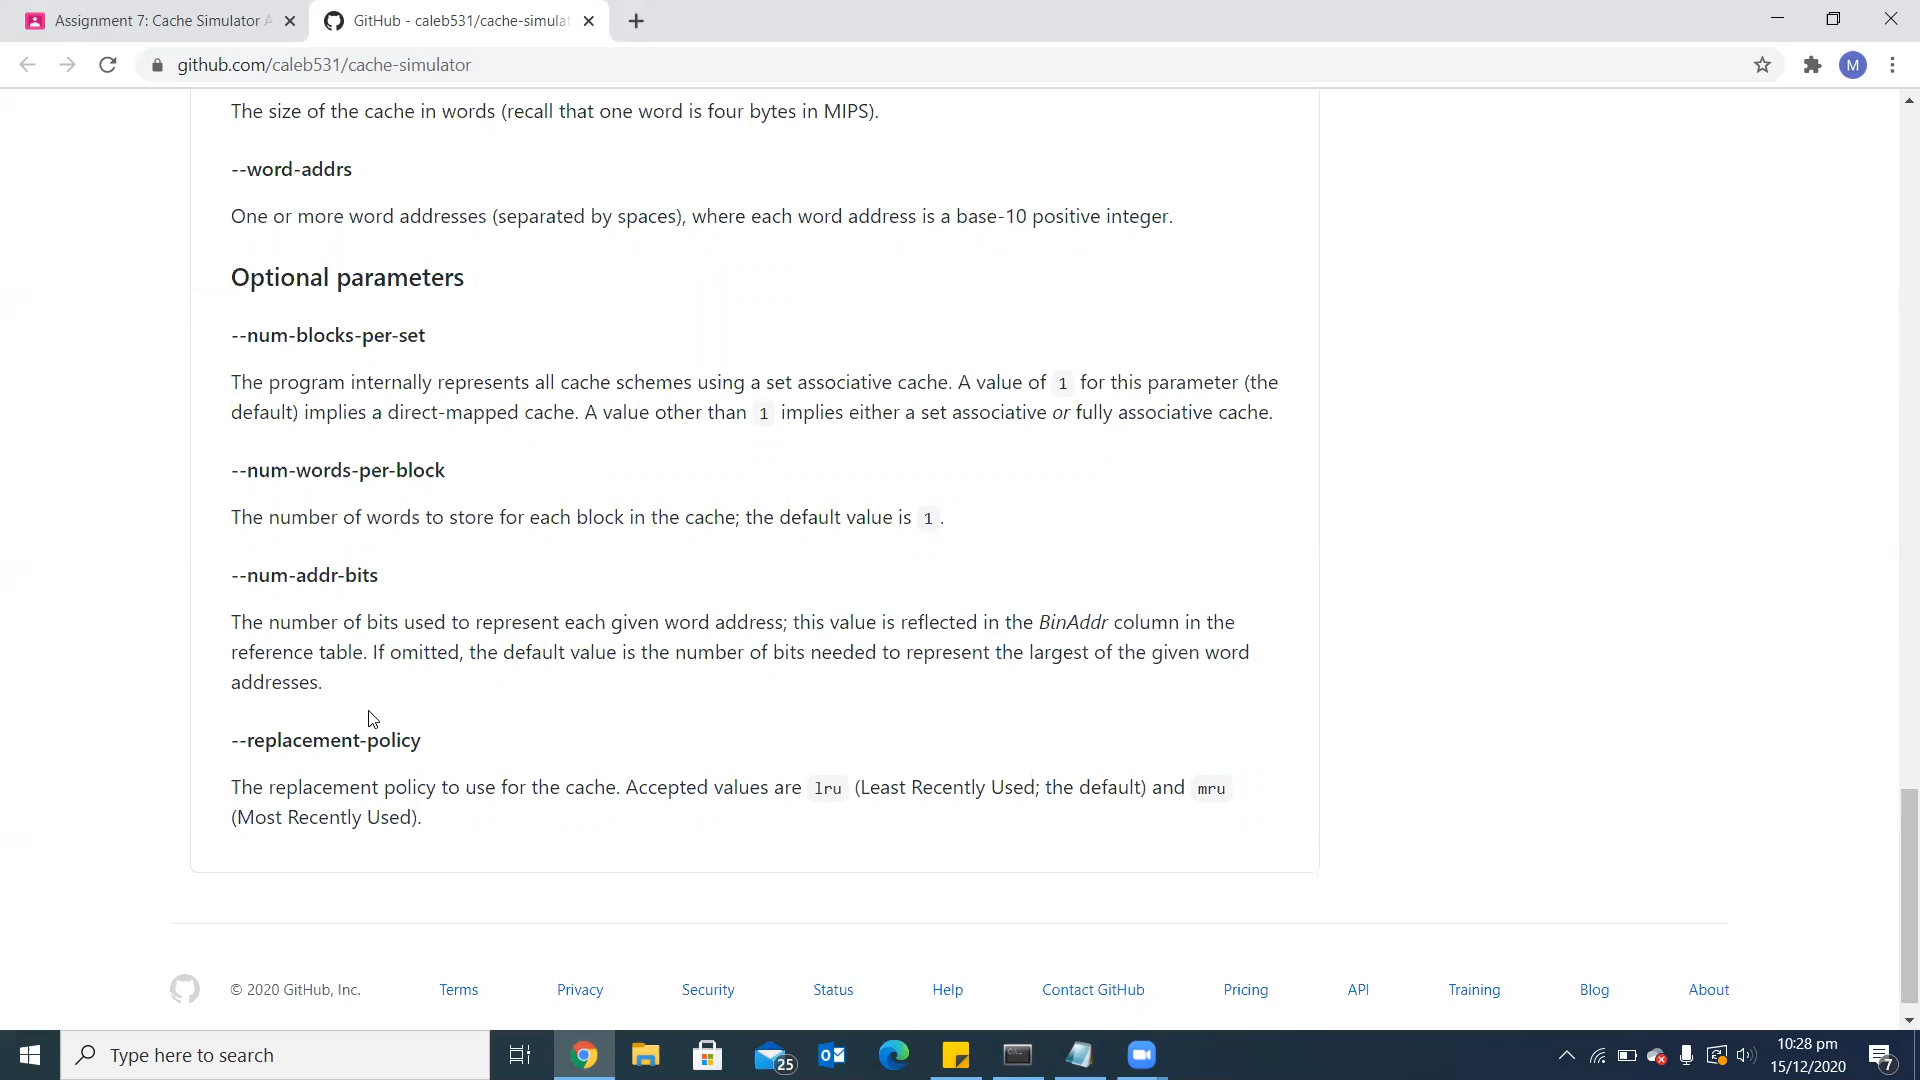 Assignment 7: Cache Simulator A
GitHub - caleb531/cache-simulat
github.com/caleb531/cache-simulator
M
The size of the cache in words (recall that one word is four bytes in MIPS).
--word-addrs
One or more word addresses (separated by spaces), where each word address is a base-10 positive integer.
Optional parameters
--num-blocks-per-set
The program internally represents all cache schemes using a set associative cache. A value of 1 for this parameter (the
default) implies a direct-mapped cache. A value other than 1 implies either a set associative or fully associative cache.
--num-words-per-block
The number of words to store for each block in the cache; the default value is 1.
--num-addr-bits
The number of bits used to represent each given word address; this value is reflected in the BinAddr column in the
reference table. If omitted, the default value is the number of bits needed to represent the largest of the given word
addresses.
--replacement-policy
The replacement policy to use for the cache. Accepted values are lru (Least Recently Used; the default) and mru
(Most Recently Used).
© 2020 GitHub, Inc. Terms Privacy Security Status Help Contact GitHub Pricing API Training Blog About
Type here to search
25
10:28 pm
15/12/2020
7